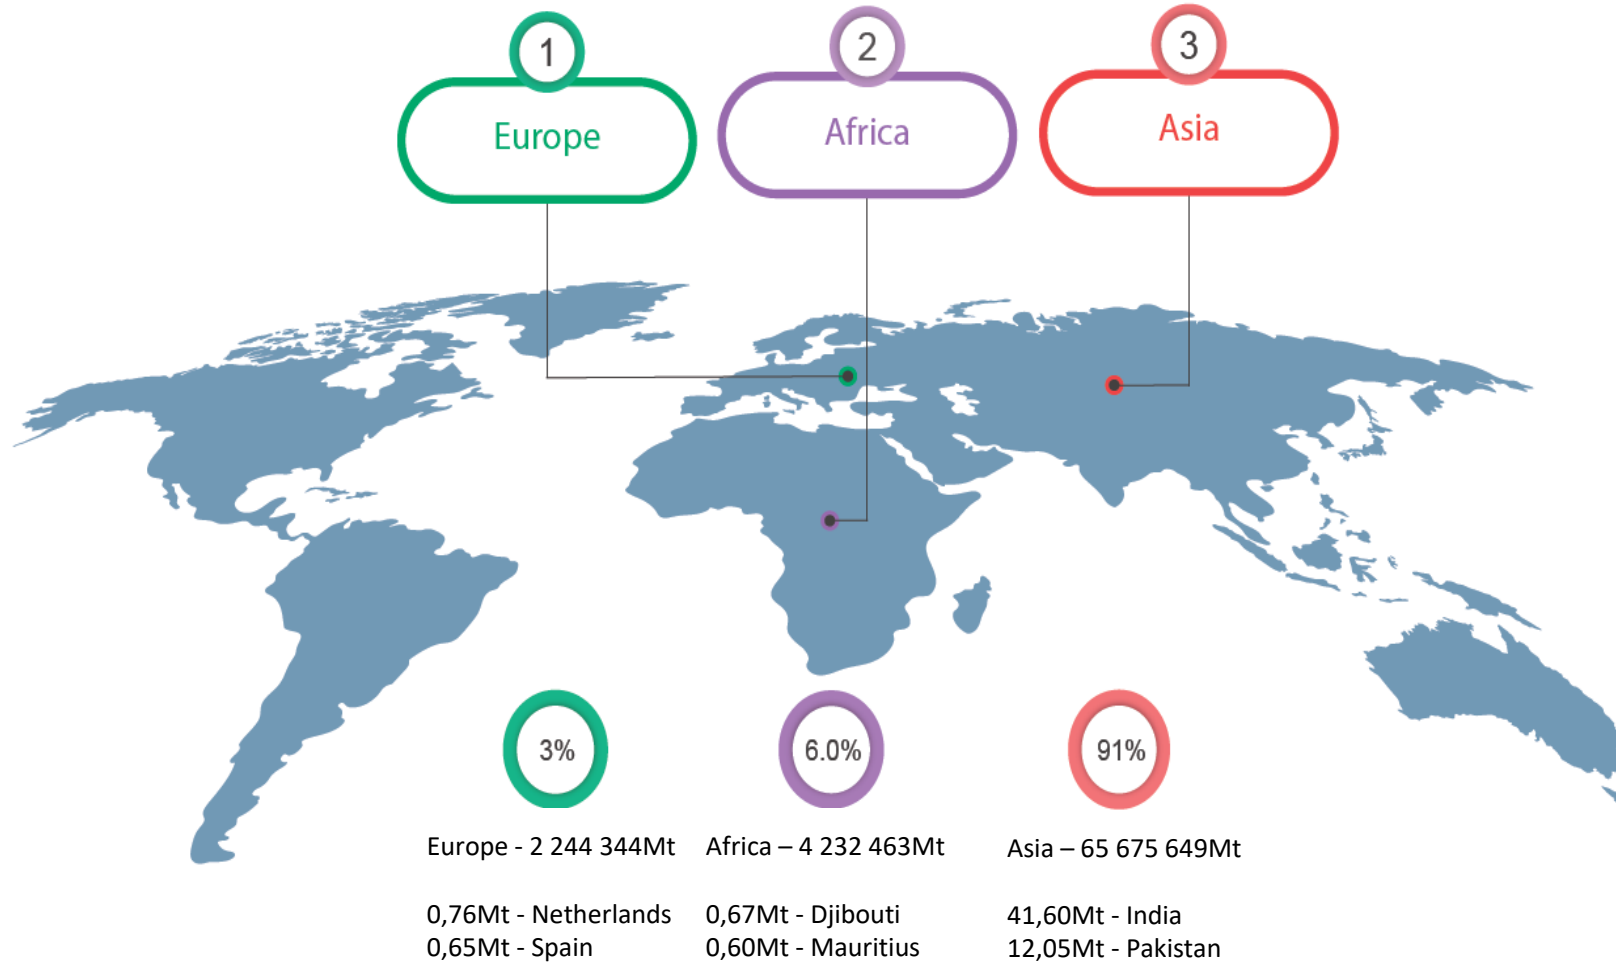 1
2
3
Europe
Africa
Asia
3%
6.0%
91%
Europe - 2 244 344Mt
Africa – 4 232 463Mt
Asia – 65 675 649Mt
0,76Mt - Netherlands
0,65Mt - Spain
0,67Mt - Djibouti
0,60Mt - Mauritius
41,60Mt - India
12,05Mt - Pakistan